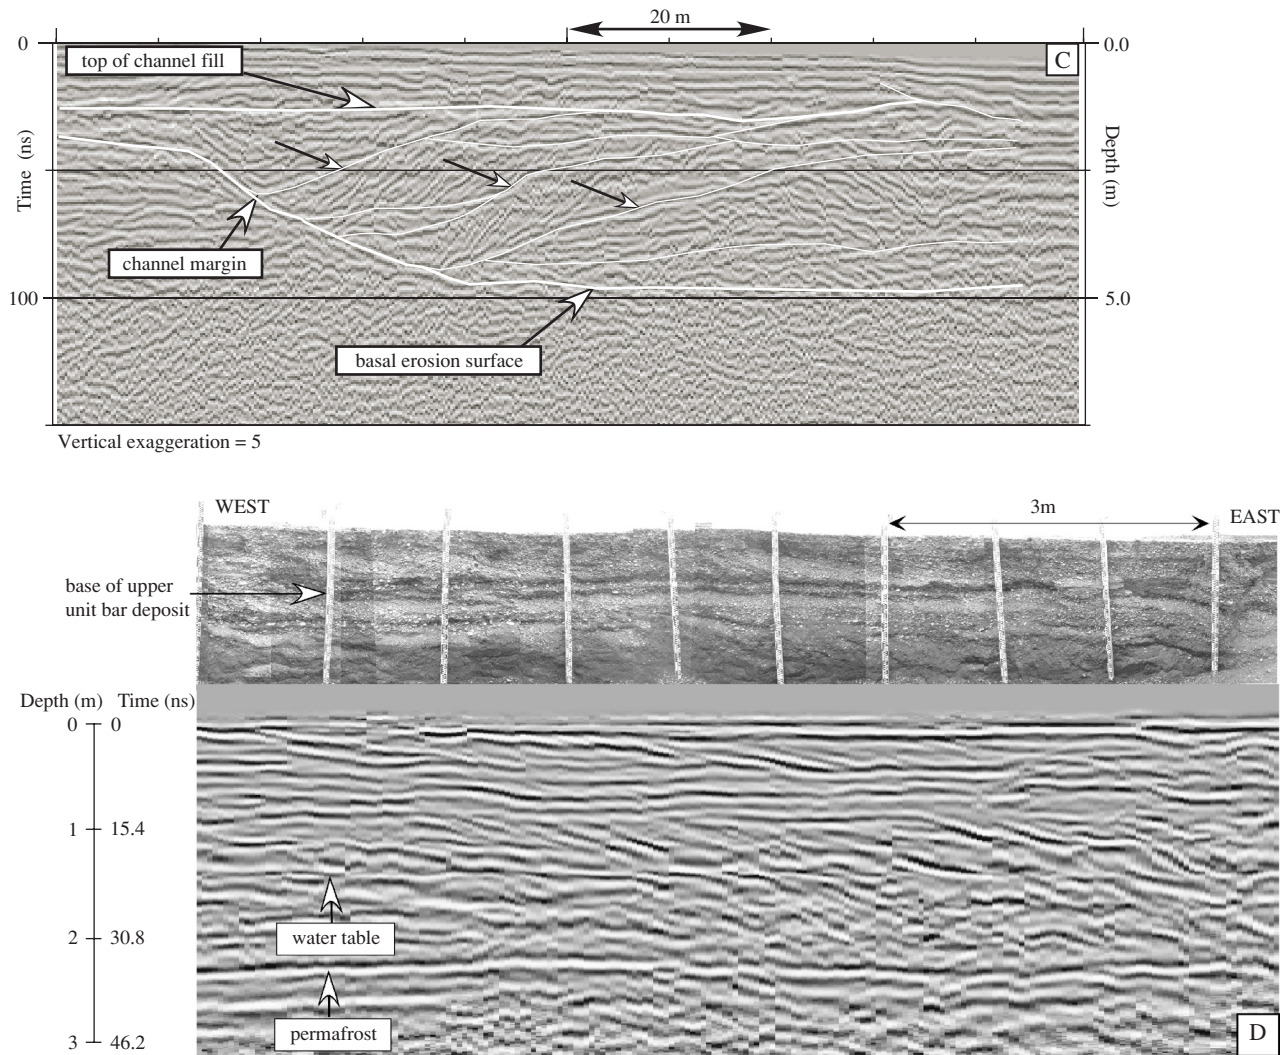 20 m
0
0.0
C
top of channel fill
Time (ns)
Depth (m)
channel margin
100
5.0
basal erosion surface
Vertical exaggeration = 5
WEST
3m
EAST
base of upper
unit bar deposit
Depth (m) Time (ns)
0 0
1 15.4
water table
2 30.8
permafrost
3 46.2
D